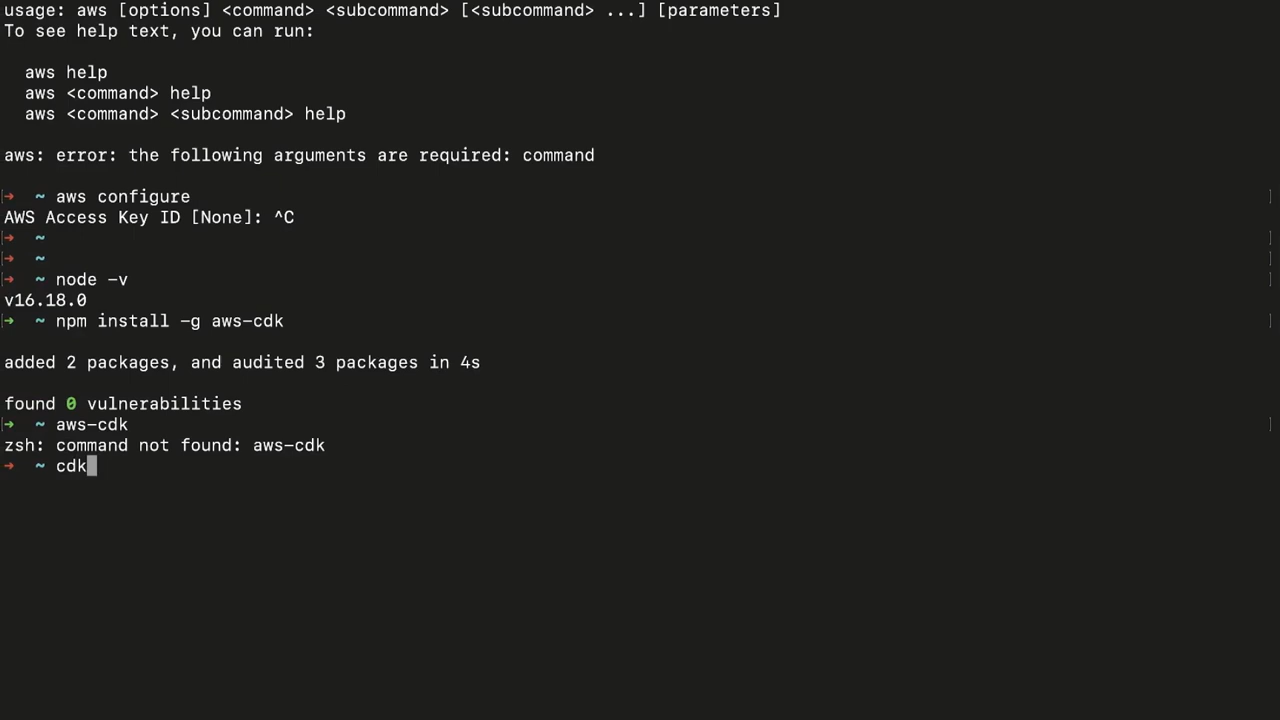 usage: aws [options] <command> <subcommand> [<subcommand> ...] [parameters]
To see help text, you can run:
aws help
aws <command> help
aws <command> <subcommand> help
aws: error: the following arguments are required: command
➜ ~ aws configure
AWS Access Key ID [None]: ^C
➜ ~
➜ ~
➜ ~ node -v
v16.18.0
➜ ~ npm install -g aws-cdk
added 2 packages, and audited 3 packages in 4s
found 0 vulnerabilities
➜ ~ aws-cdk
zsh: command not found: aws-cdk
➜ ~ cdk